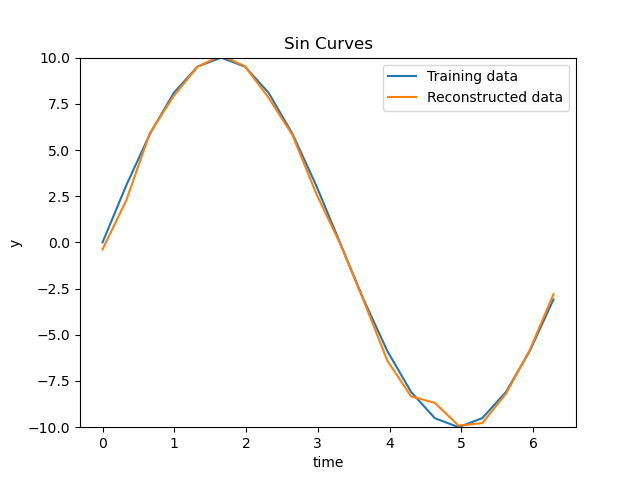 Sin Curves
Training data
Reconstructed data
10.0
7.5
5.0
2.5
0.0
−2.5
−5.0
−7.5
−10.0
y
0 1 2 3 4 5 6
time